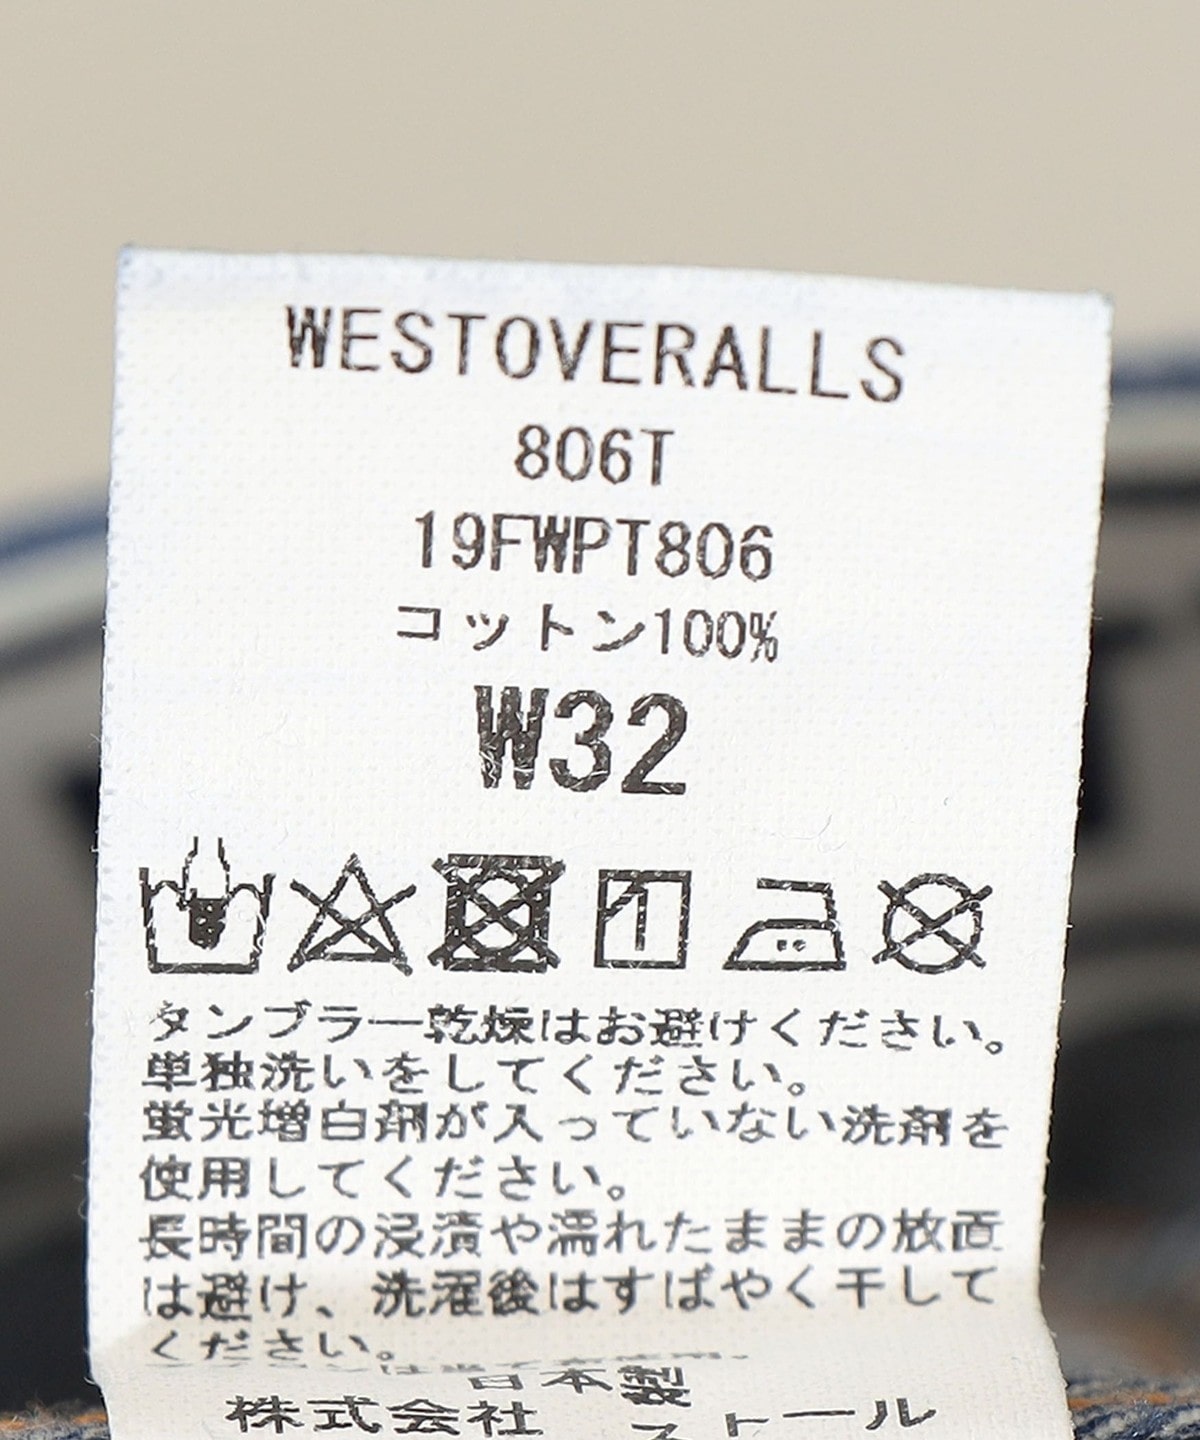 WESTOVERALLS
806T
19FWPT806
コットン100%
W32
タンブラー乾燥はお避けください。
単独洗いをしてください。
蛍光増白剤が入っていない洗剤を
使用してください。
長時間の浸漬や濡れたままの放置
は避け、洗濯後はすばやく干して
ください。
日本製
株式会社 ストール